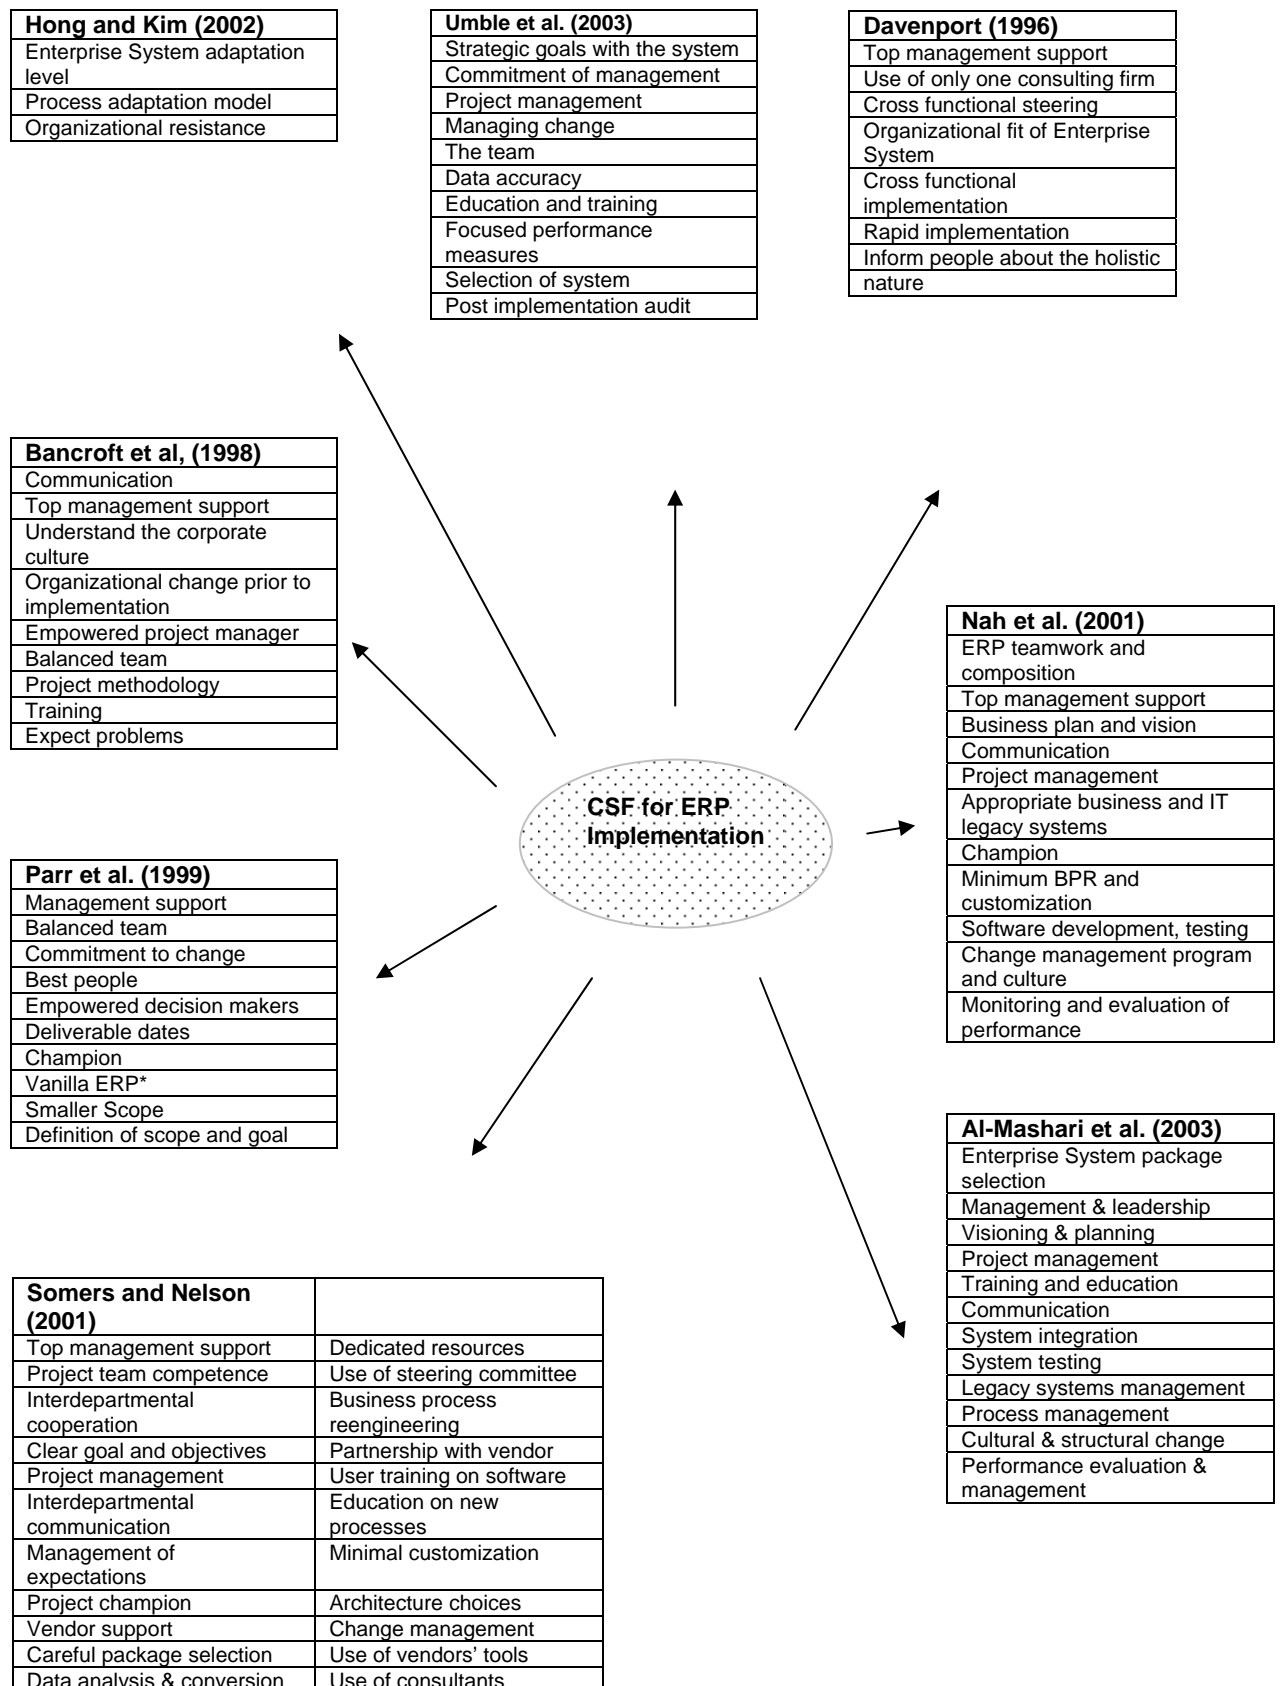 Hong and Kim (2002)
Enterprise System adaptation
level
Process adaptation model
Organizational resistance
Umble et al. (2003)
Strategic goals with the system
Commitment of management
Project management
Managing change
The team
Data accuracy
Education and training
Focused performance
measures
Selection of system
Post implementation audit
Davenport (1996)
Top management support
Use of only one consulting firm
Cross functional steering
Organizational fit of Enterprise
System
Cross functional
implementation
Rapid implementation
Inform people about the holistic
nature
Bancroft et al, (1998)
Communication
Top management support
Understand the corporate
culture
Organizational change prior to
implementation
Empowered project manager
Balanced team
Project methodology
Training
Expect problems
Nah et al. (2001)
ERP teamwork and
composition
Top management support
Business plan and vision
Communication
Project management
Appropriate business and IT
legacy systems
Champion
Minimum BPR and
customization
Software development, testing
Change management program
and culture
Monitoring and evaluation of
performance
CSF for ERP
Implementation
Parr et al. (1999)
Management support
Balanced team
Commitment to change
Best people
Empowered decision makers
Deliverable dates
Champion
Vanilla ERP*
Smaller Scope
Definition of scope and goal
Al-Mashari et al. (2003)
Enterprise System package
selection
Management & leadership
Visioning & planning
Project management
Training and education
Communication
System integration
System testing
Legacy systems management
Process management
Cultural & structural change
Performance evaluation &
management
Somers and Nelson
(2001)
Top management support
Dedicated resources
Project team competence
Use of steering committee
Interdepartmental
cooperation
Business process
reengineering
Clear goal and objectives
Partnership with vendor
Project management
User training on software
Interdepartmental
communication
Education on new
processes
Management of
expectations
Minimal customization
Project champion
Architecture choices
Vendor support
Change management
Careful package selection
Use of vendors' tools
Data analysis & conversion
Use of consultants